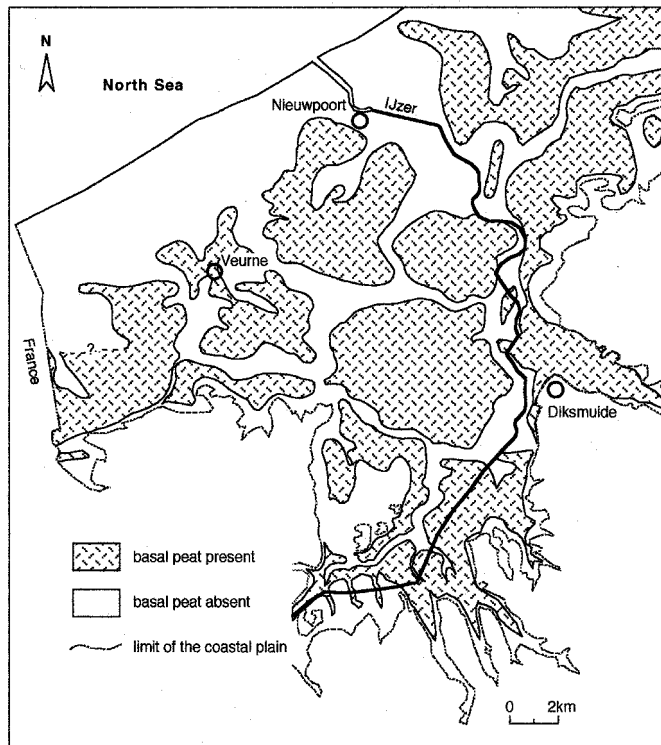 N
North Sea
Nieuwpoort
IJzer
Veurne
?
France
Diksmuide
basal peat present
basal peat absent
limit of the coastal plain
0 2km